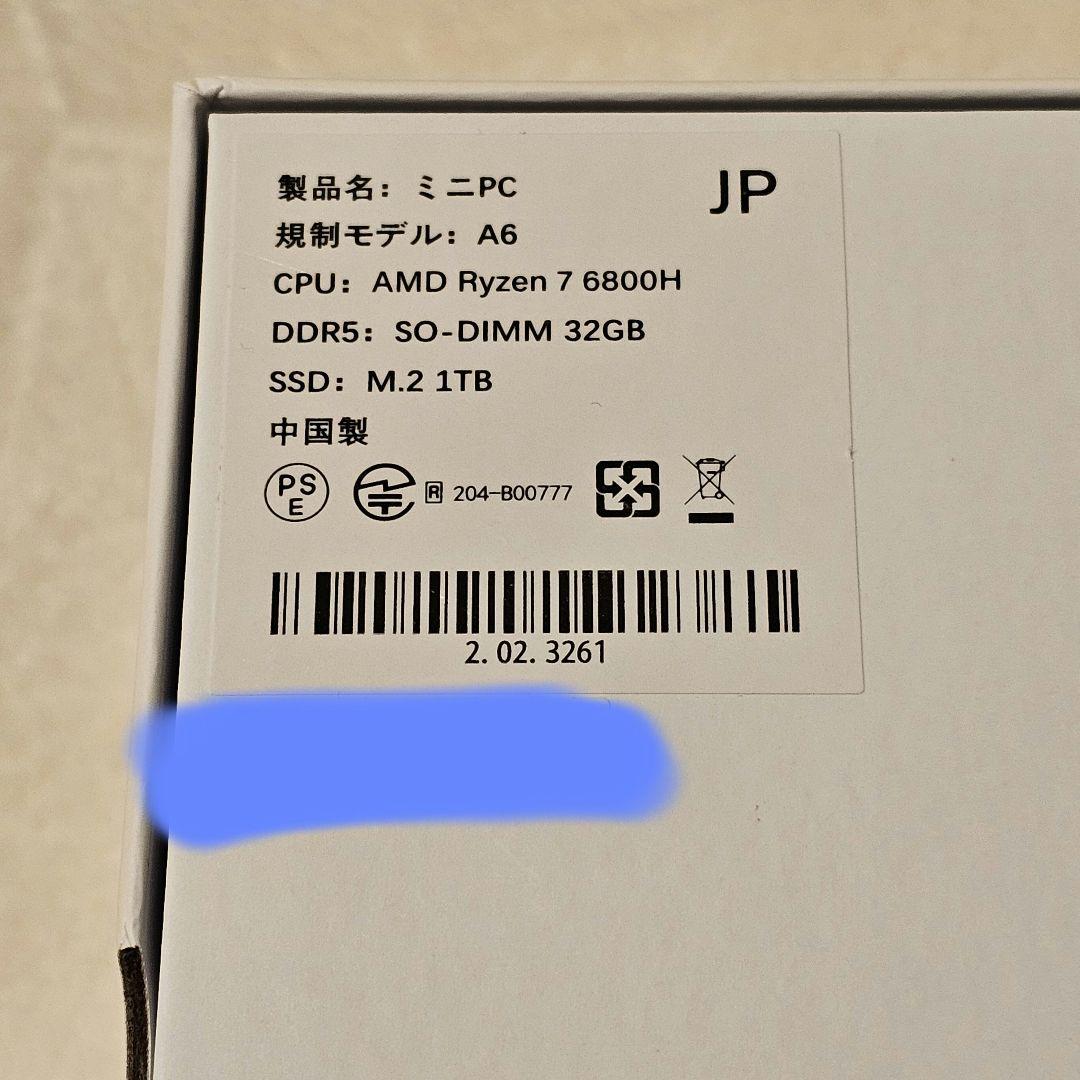 製品名：ミニPC
JP
規制モデル：A6
CPU：AMD Ryzen 7 6800H
DDR5：SO-DIMM 32GB
SSD：M.2 1TB
中国製
PSE R 204-B00777
2. 02. 3261